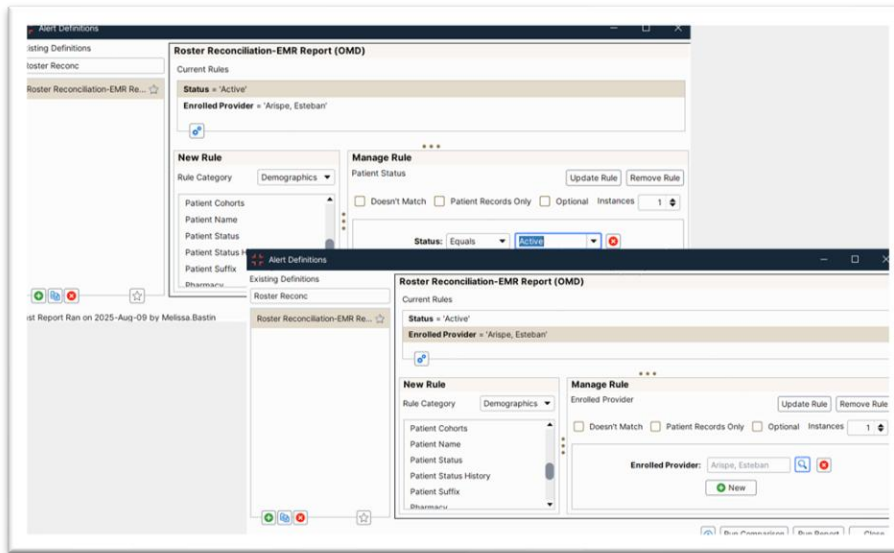 Alert Definitions
isting Definitions
Roster Reconciliation-EMR Report (OMD)
oster Reconc
Current Rules
Roster Reconciliation-EMR Re...
Status = 'Active'
Enrolled Provider = 'Arispe, Esteban'
New Rule
Manage Rule
Rule Category Demographics
Patient Status
Update Rule Remove Rule
Patient Cohorts
Doesn't Match Patient Records Only Optional Instances 1
Patient Name
Patient Status
Status: Equals Active
Patient Status H
Patient Suffix
Pharmacy
st Report Ran on 2025-Aug-09 by Melissa.Bastin
Alert Definitions
Existing Definitions
Roster Reconciliation-EMR Report (OMD)
Roster Reconc
Current Rules
Roster Reconciliation-EMR Re...
Status = 'Active'
Enrolled Provider = 'Arispe, Esteban'
New Rule
Manage Rule
Rule Category Demographics
Enrolled Provider
Update Rule Remove Rule
Patient Cohorts
Doesn't Match Patient Records Only Optional Instances 1
Patient Name
Patient Status
Enrolled Provider: Arispe, Esteban
Patient Status History
New
Patient Suffix
Pharmacy
Run Comparison Run Report Close